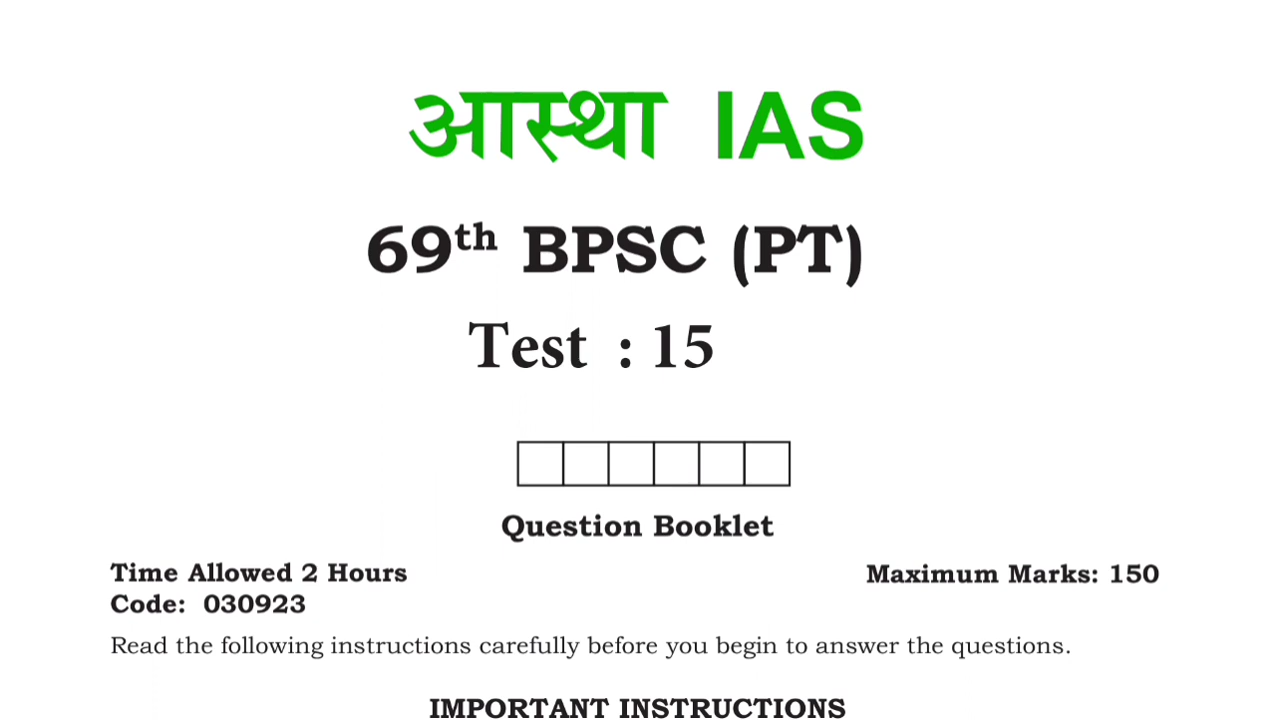 आस्था IAS
69th BPSC (PT)
Test : 15
Question Booklet
Time Allowed 2 Hours
Maximum Marks: 150
Code: 030923
Read the following instructions carefully before you begin to answer the questions.
IMPORTANT INSTRUCTIONS